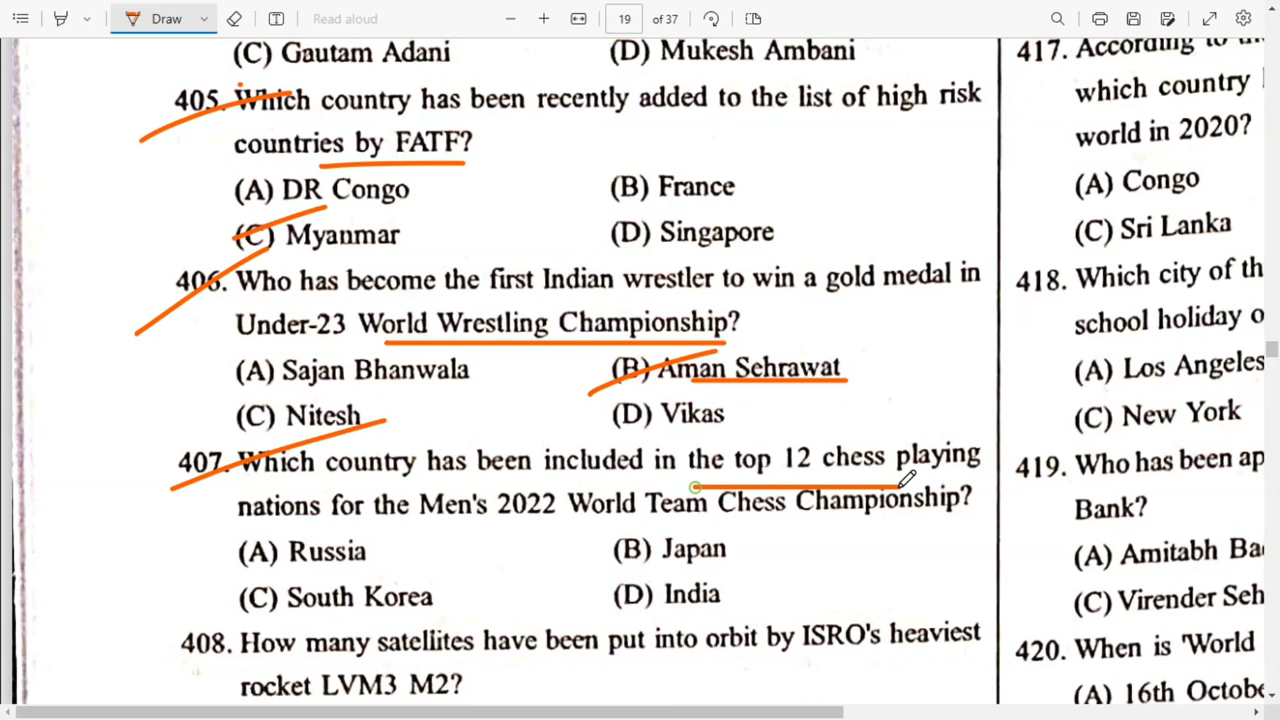 Draw
Read aloud
19 of 37
(C) Gautam Adani (D) Mukesh Ambani
405. Which country has been recently added to the list of high risk
countries by FATF?
(A) DR Congo (B) France
(C) Myanmar (D) Singapore
406. Who has become the first Indian wrestler to win a gold medal in
Under-23 World Wrestling Championship?
(A) Sajan Bhanwala (B) Aman Sehrawat
(C) Nitesh (D) Vikas
407. Which country has been included in the top 12 chess playing
nations for the Men's 2022 World Team Chess Championship?
(A) Russia (B) Japan
(C) South Korea (D) India
408. How many satellites have been put into orbit by ISRO's heaviest
rocket LVM3 M2?
417. According to
which country
world in 2020?
(A) Congo
(C) Sri Lanka
418. Which city of th
school holiday o
(A) Los Angeles
(C) New York
419. Who has been ap
Bank?
(A) Amitabh Ba
(C) Virender Seh
420. When is 'World
(A) 16th Octobe